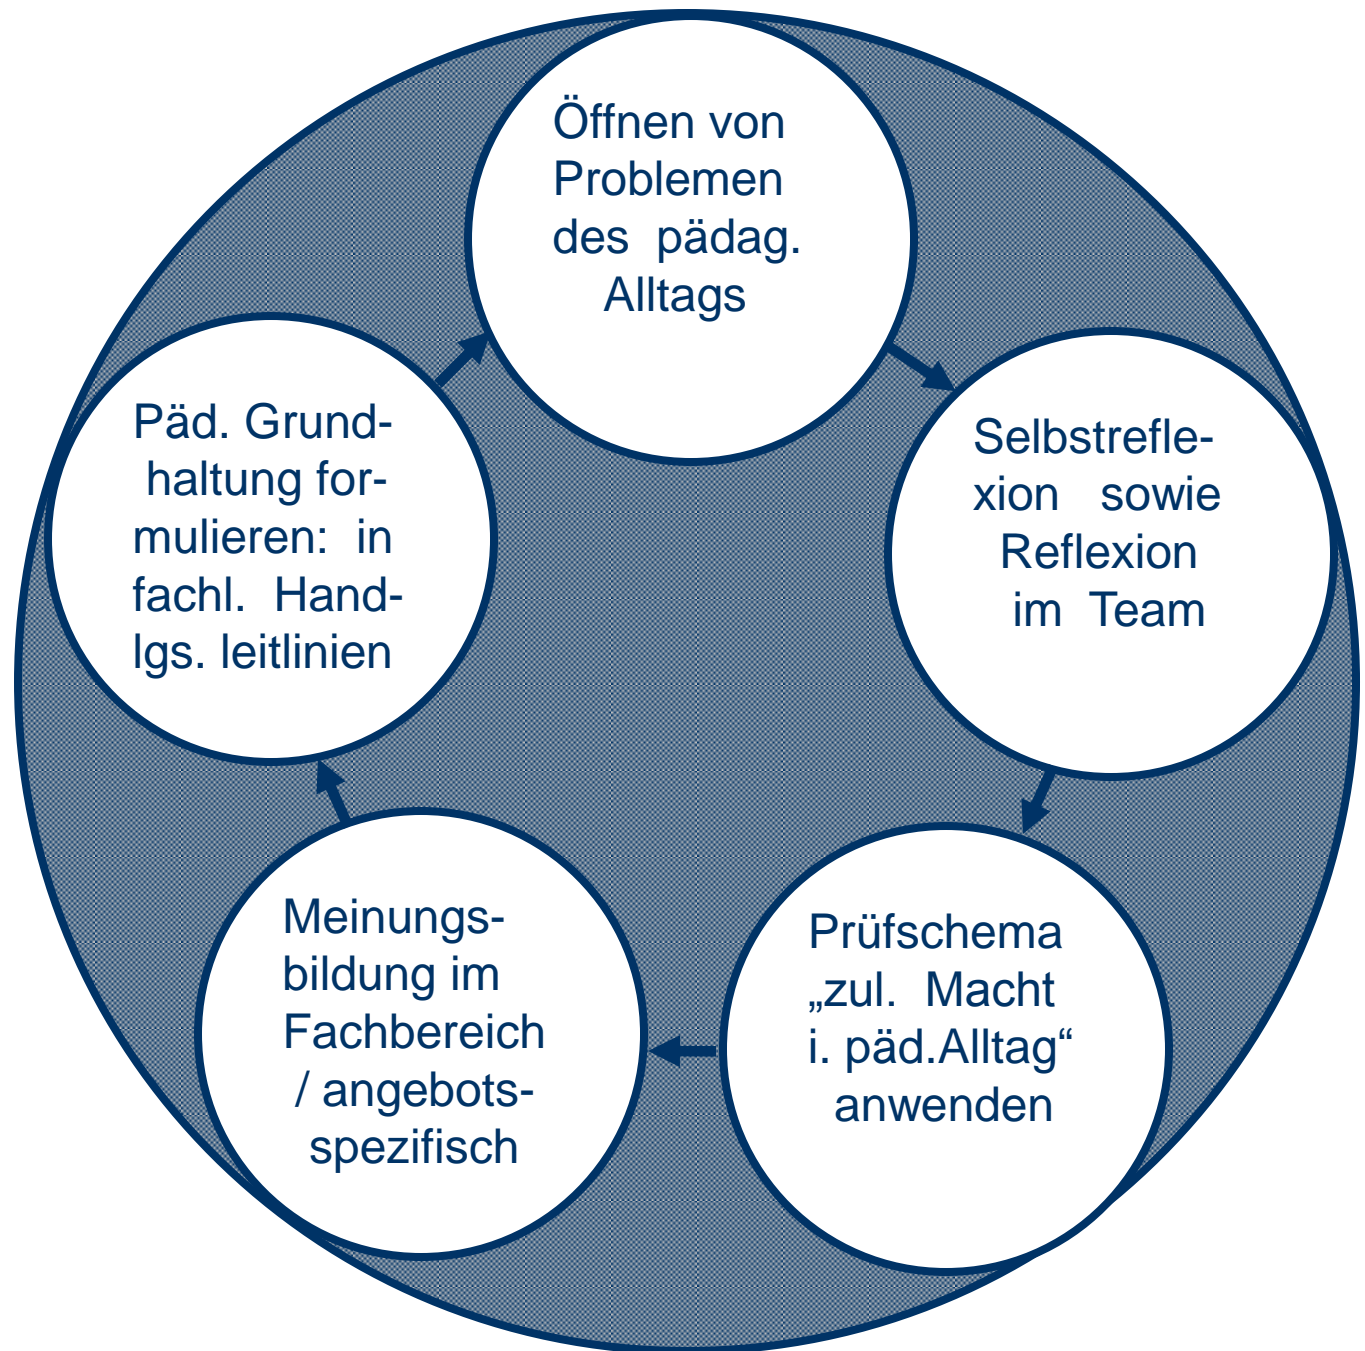 Öffnen von
Problemen
des pädag.
Alltags
Selbstrefle-
xion sowie
Reflexion
im Team
Prüfschema
„zul. Macht
i. päd.Alltag“
anwenden
Meinungs-
bildung im
Fachbereich
/ angebots-
spezifisch
Päd. Grund-
haltung for-
mulieren: in
fachl. Hand-
lgs. leitlinien